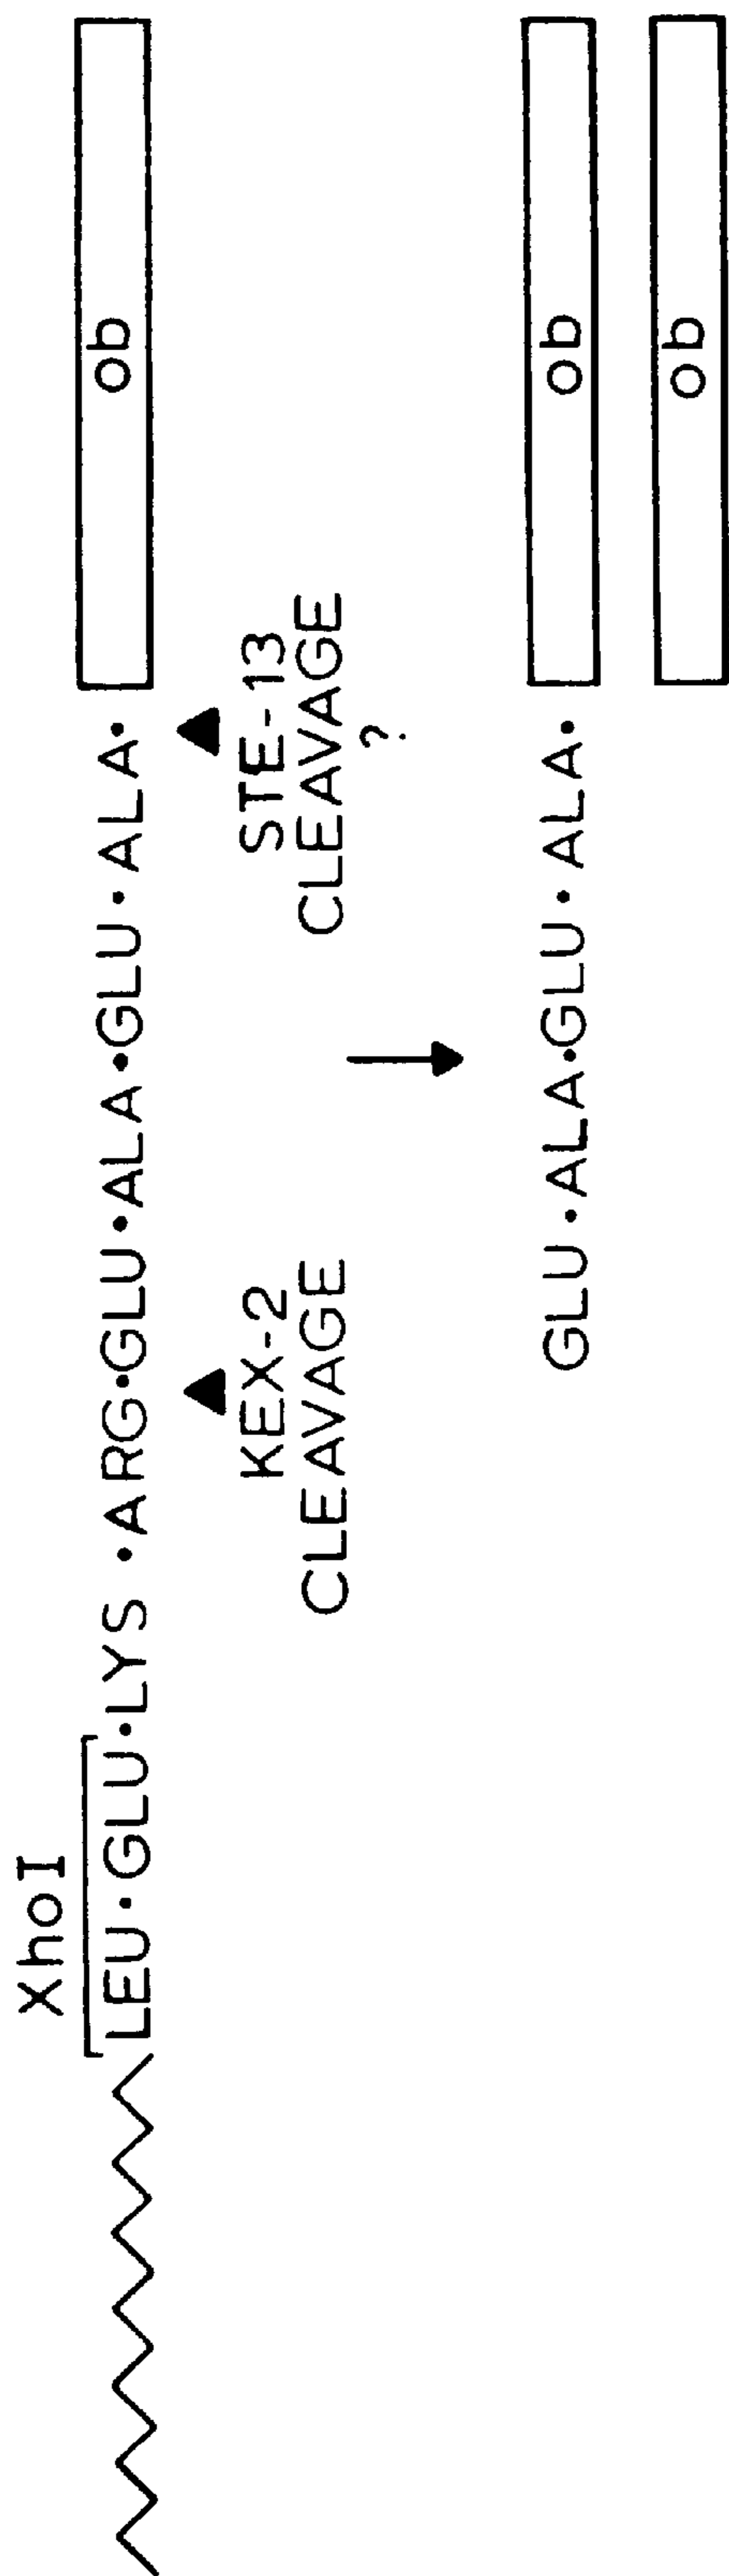 XhoI
LEU·GLU·LYS·ARG·GLU·ALA·GLU·ALA· ob
KEX-2
CLEAVAGE
STE-13
CLEAVAGE
?
GLU·ALA·GLU·ALA· ob
ob